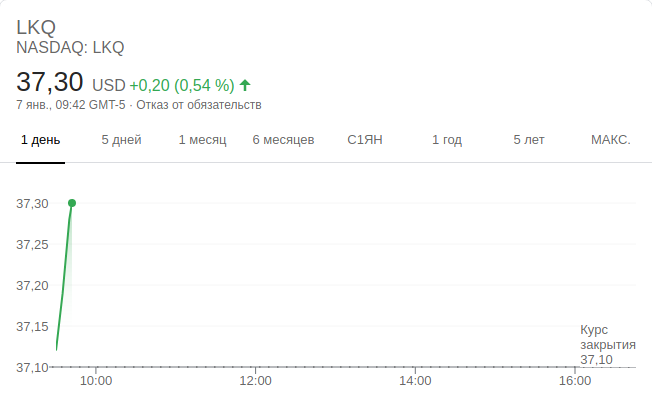 LKQ
NASDAQ: LKQ
37,30 USD +0,20 (0,54 %)
7 янв., 09:42 GMT-5 · Отказ от обязательств
1 день 5 дней 1 месяц 6 месяцев С1ЯН 1 год 5 лет МАКС.
37,30
37,25
37,20
37,15
37,10
Курс
закрытия
37,10
10:00 12:00 14:00 16:00